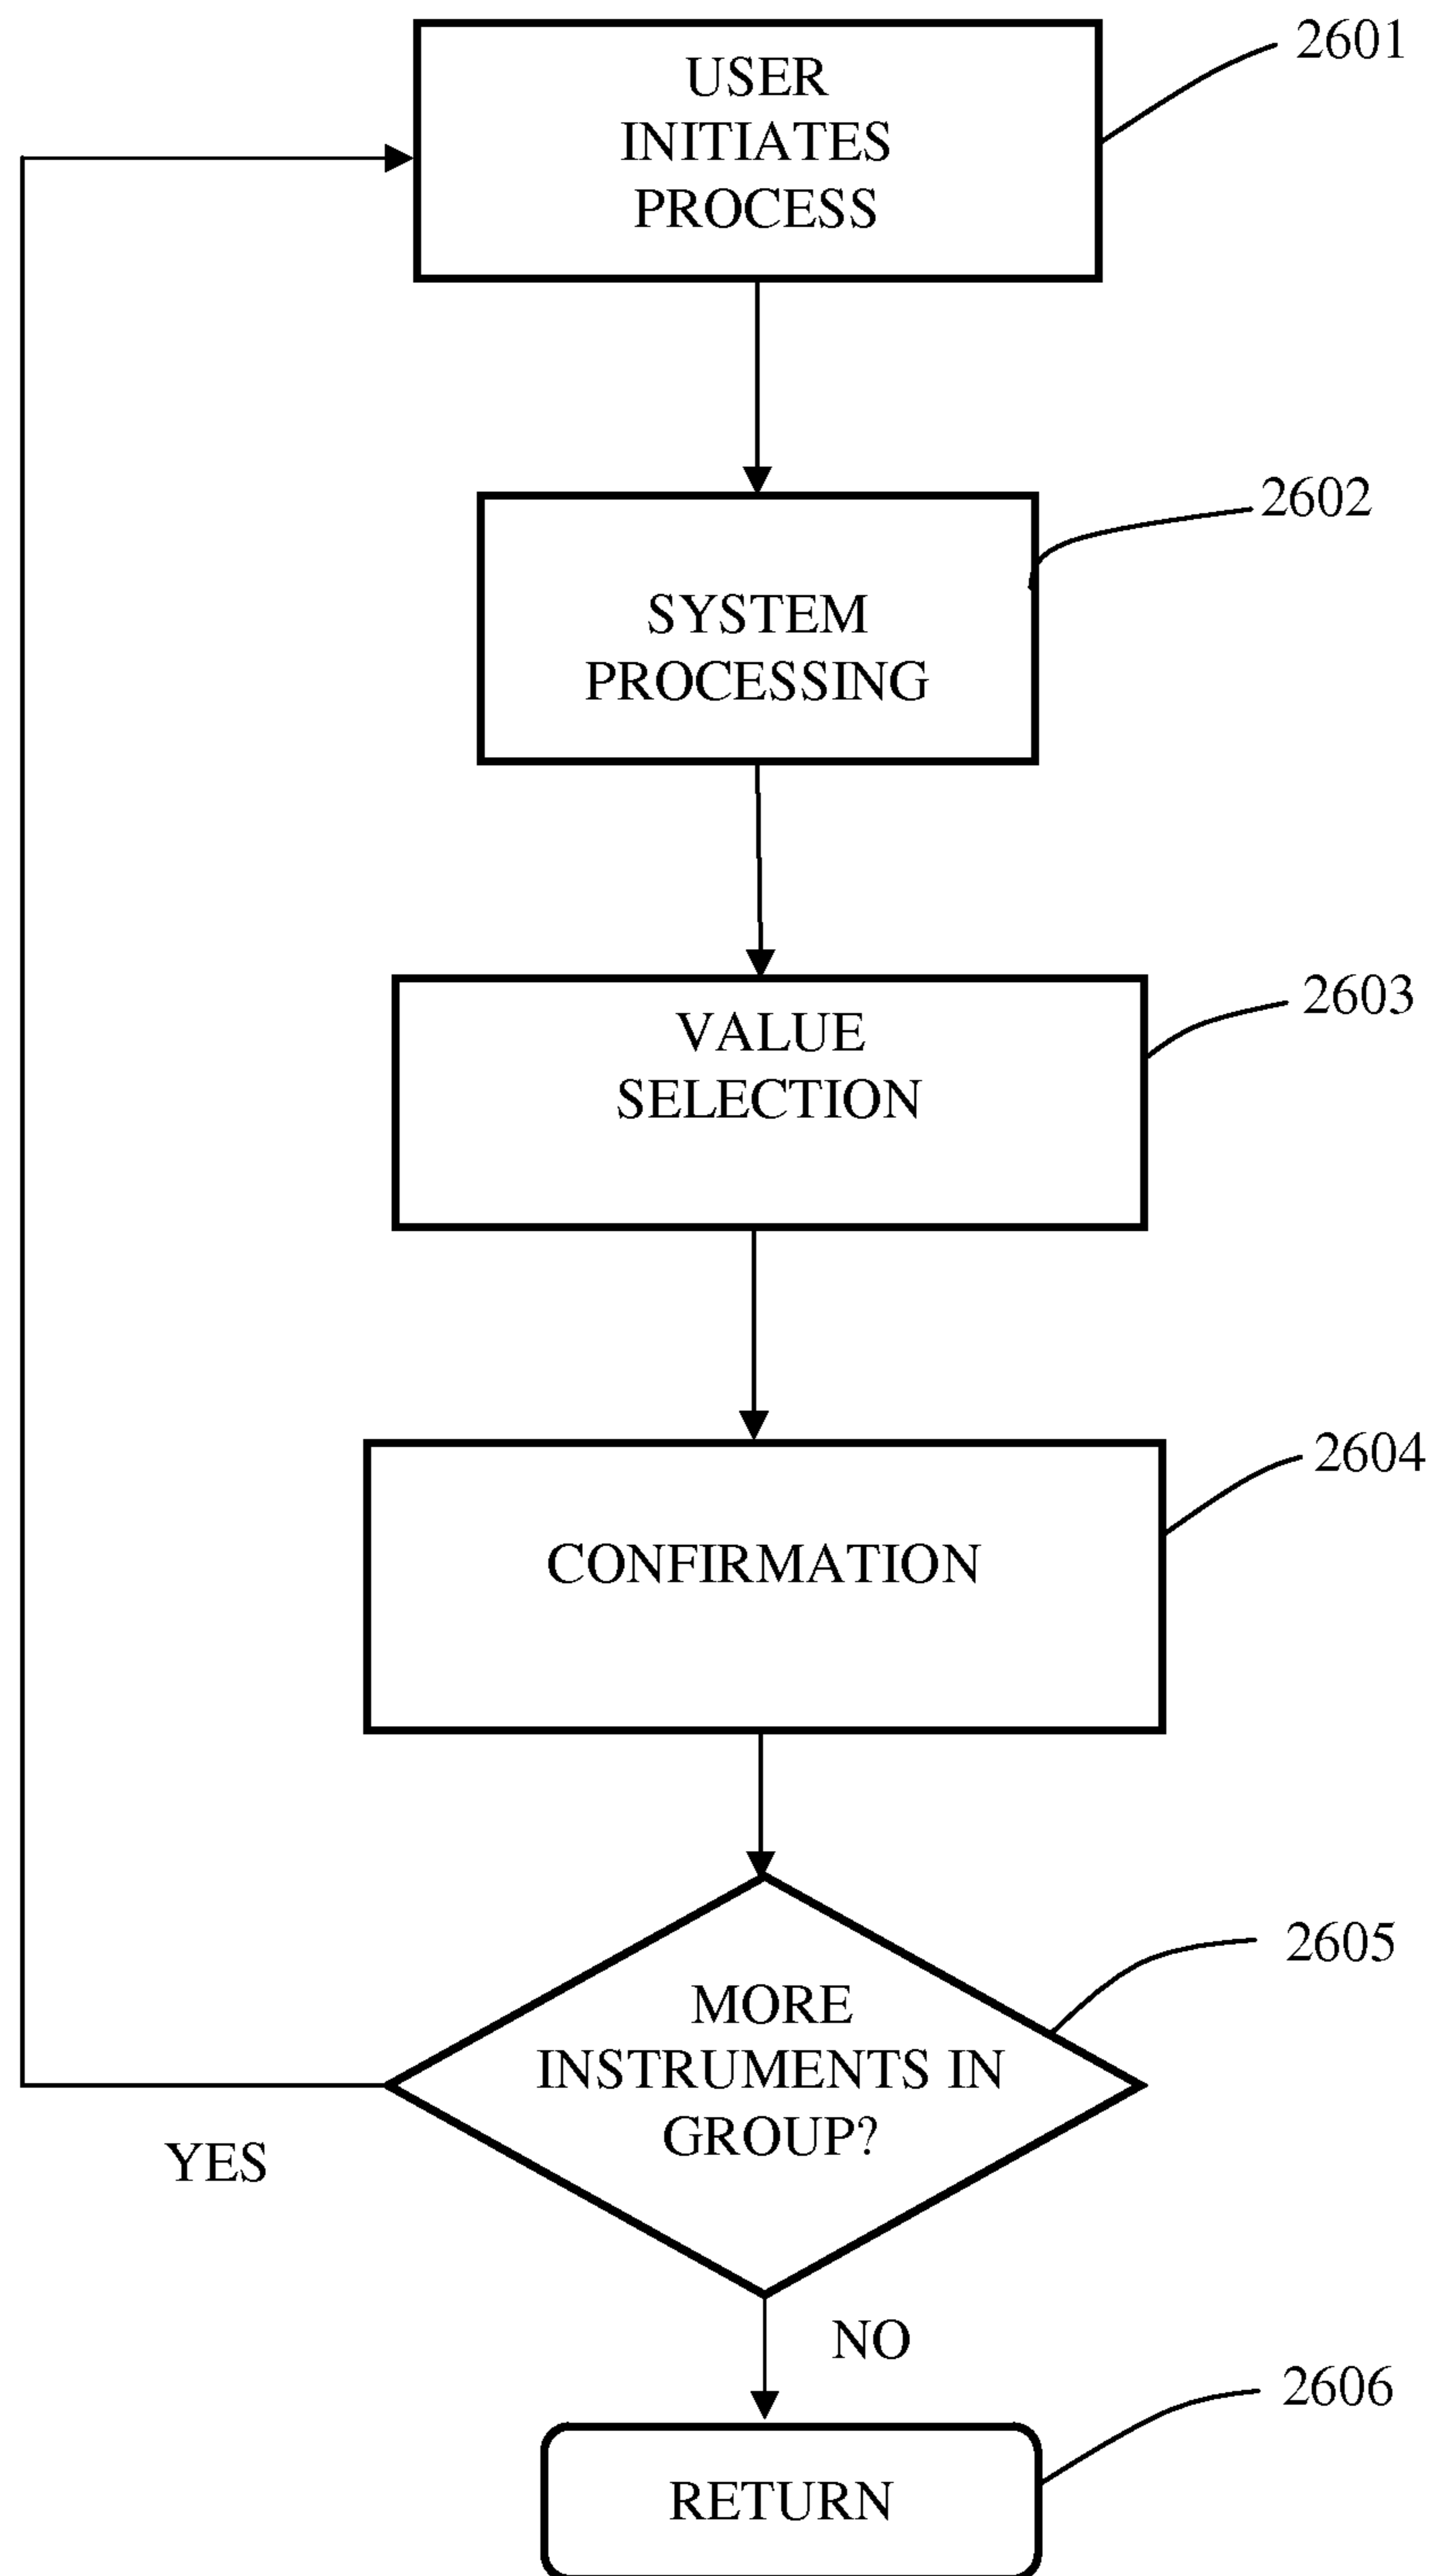 2601
USER
INITIATES
PROCESS
2602
SYSTEM
PROCESSING
2603
VALUE
SELECTION
2604
CONFIRMATION
2605
MORE
INSTRUMENTS IN
GROUP?
YES
NO
2606
RETURN